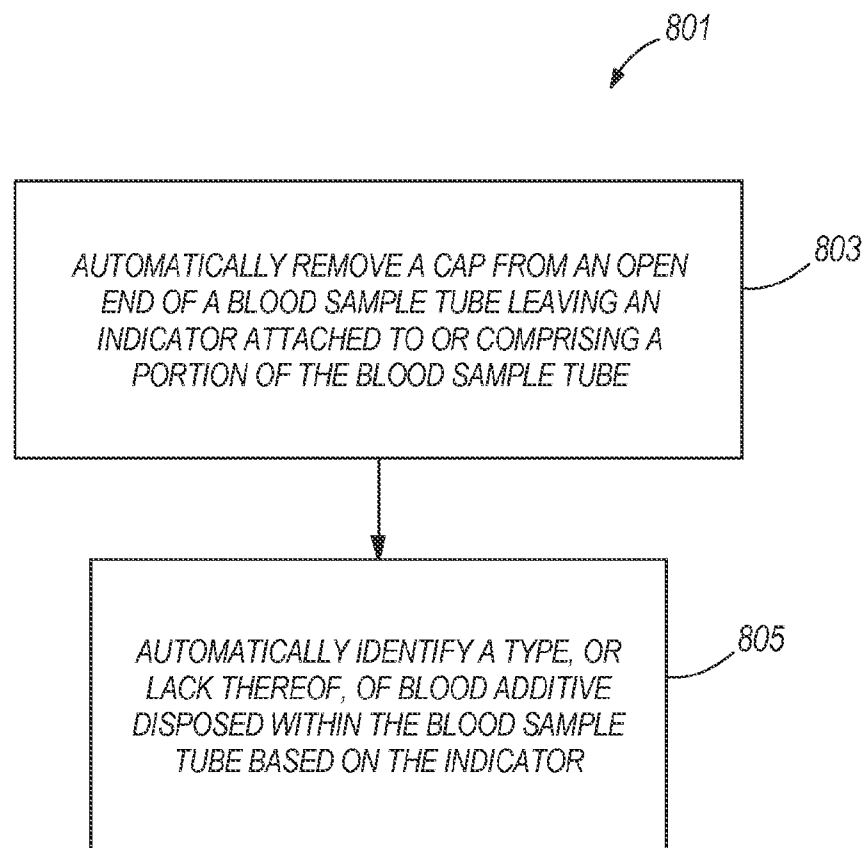 801
AUTOMATICALLY REMOVE A CAP FROM AN OPEN
END OF A BLOOD SAMPLE TUBE LEAVING AN
INDICATOR ATTACHED TO OR COMPRISING A
PORTION OF THE BLOOD SAMPLE TUBE
803
AUTOMATICALLY IDENTIFY A TYPE, OR
LACK THEREOF, OF BLOOD ADDITIVE
DISPOSED WITHIN THE BLOOD SAMPLE
TUBE BASED ON THE INDICATOR
805